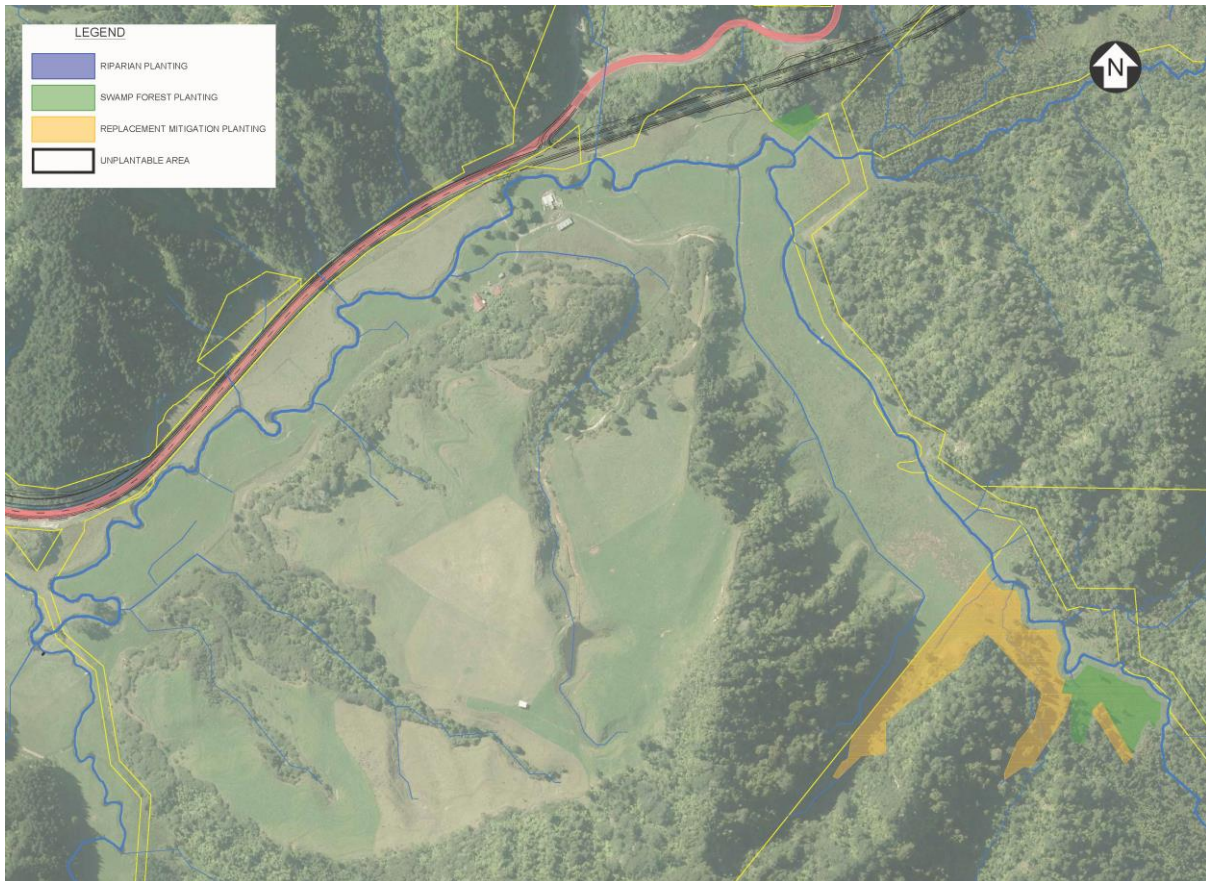 LEGEND
RIPARIAN PLANTING
SWAMP FOREST PLANTING
REPLACEMENT MITIGATION PLANTING
UNPLANTABLE AREA
N